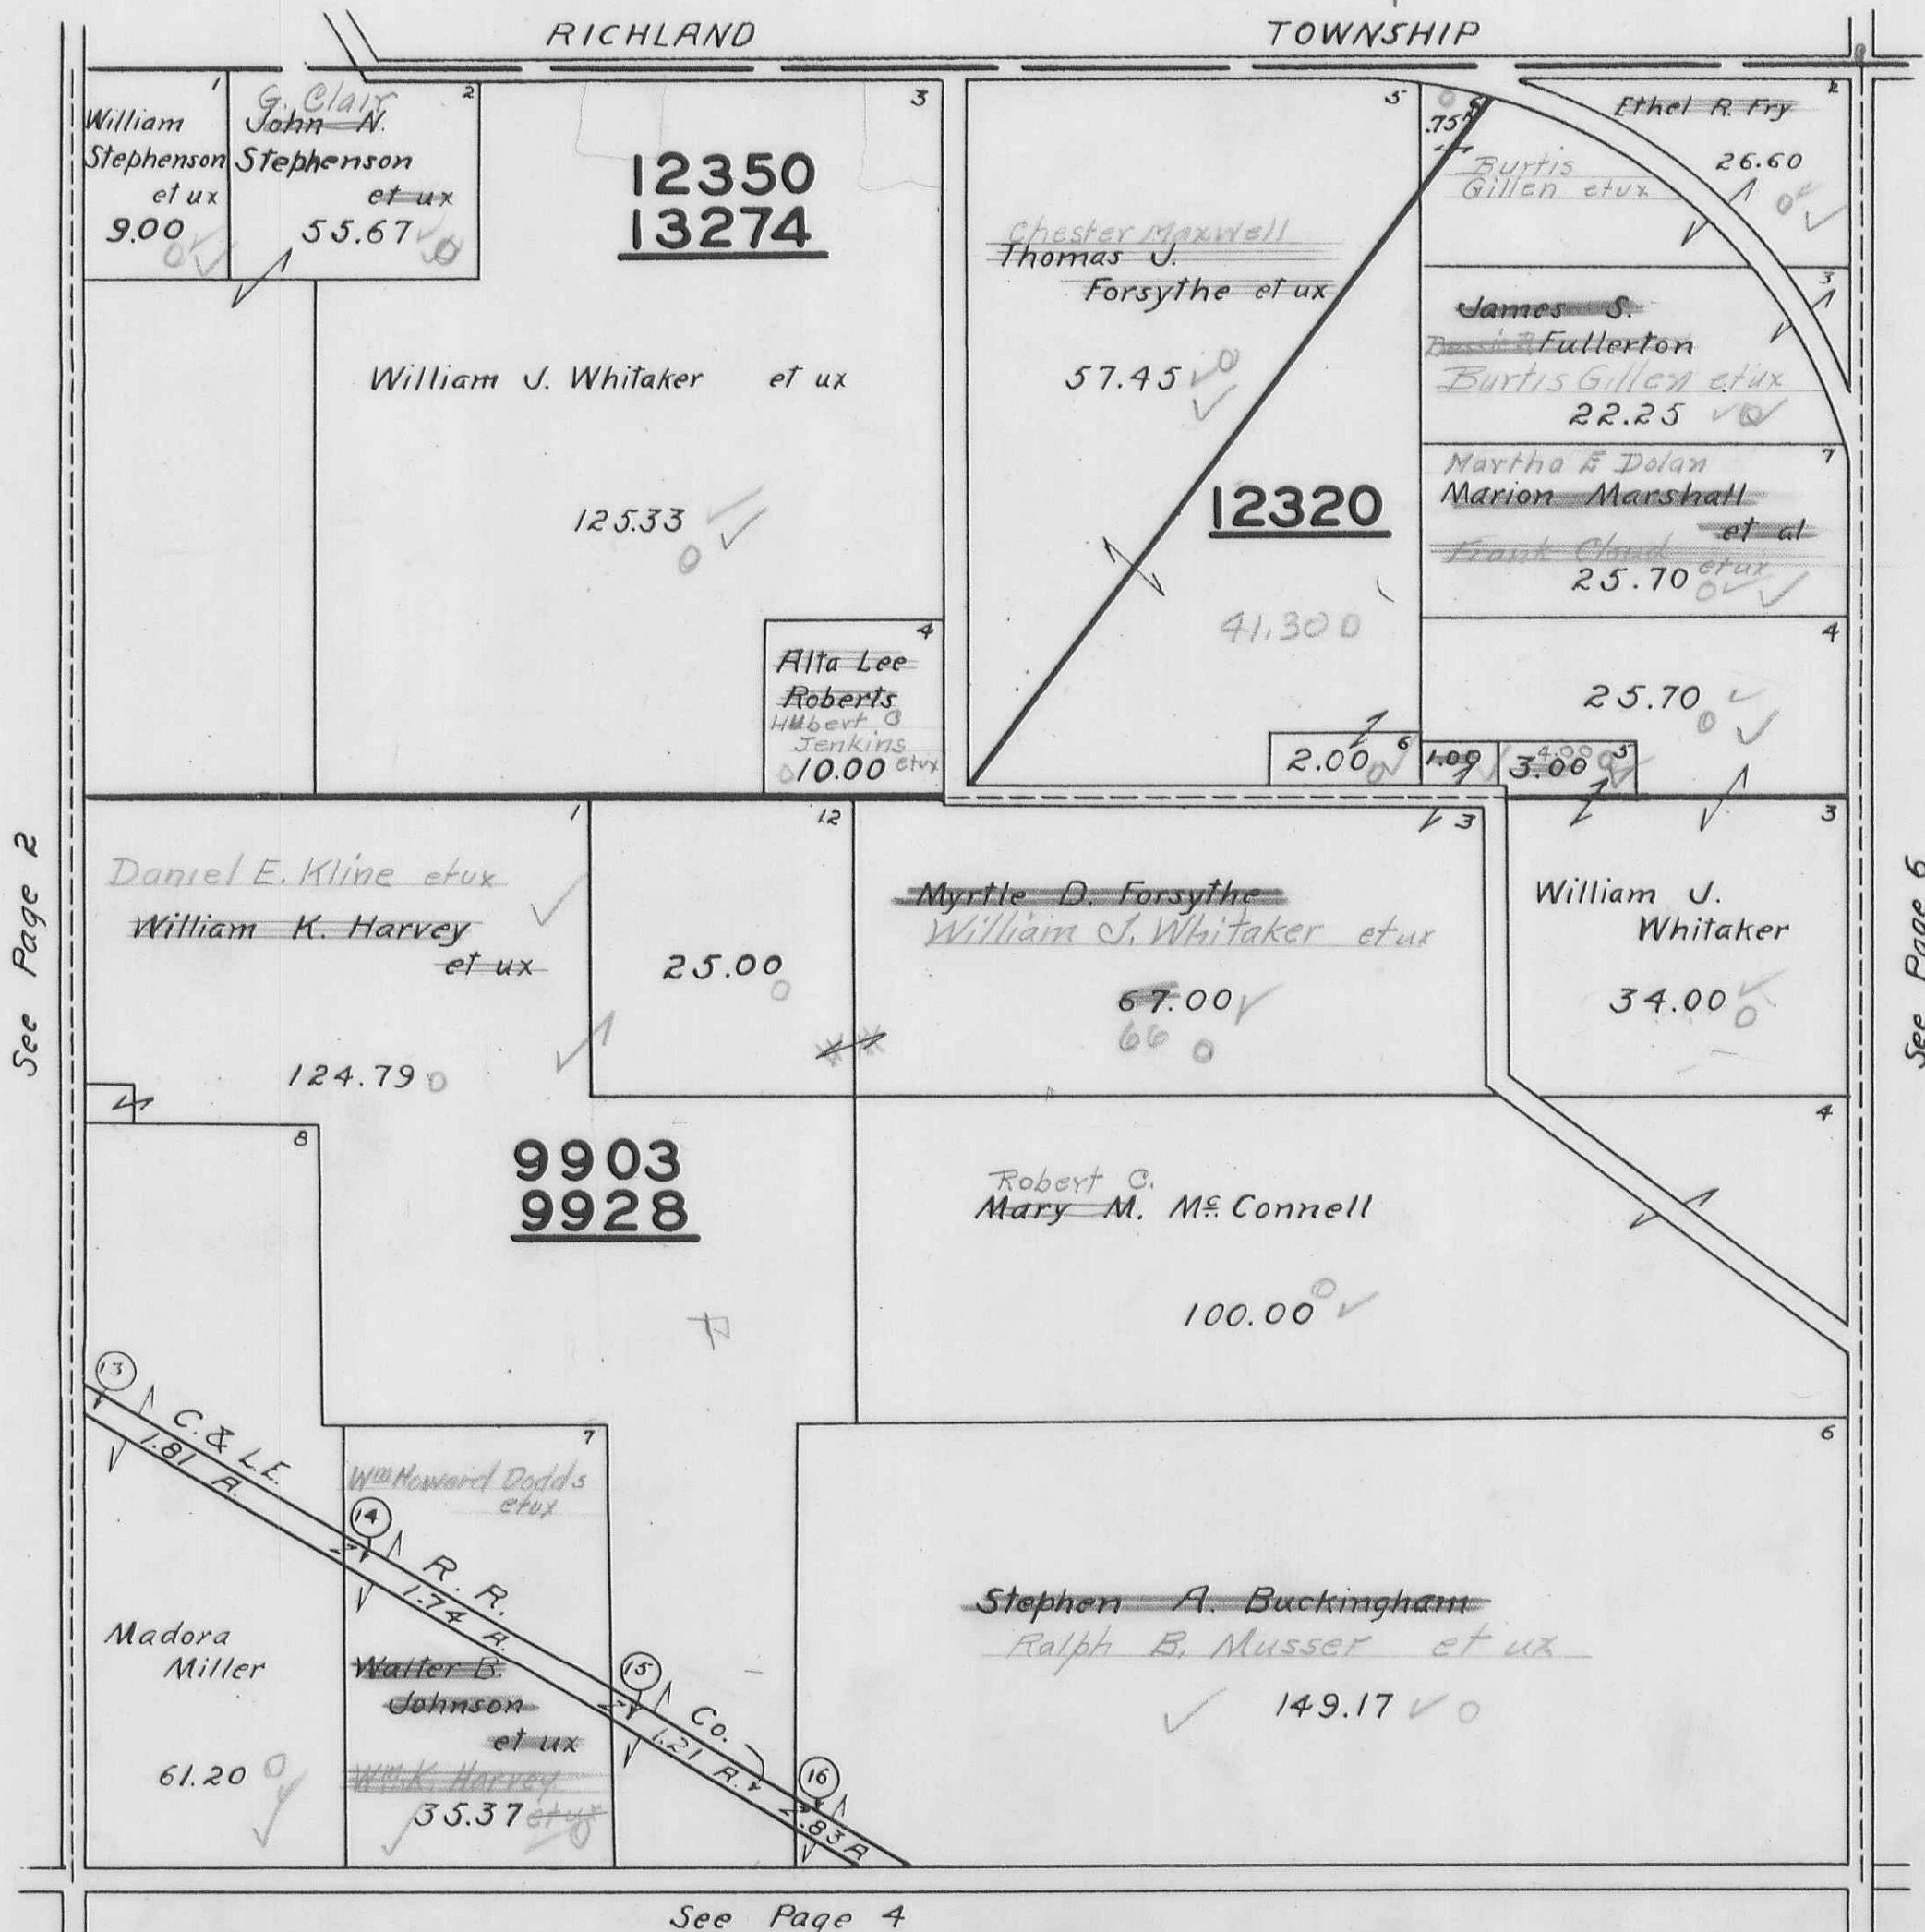 RICHLAND TOWNSHIP
1
William
Stephenson
et ux
9.00
2
G. Clair
John N.
Stephenson
et ux
55.67
3
12350
13274
William J. Whitaker et ux
125.33
4
Alta Lee
Roberts
Hubert C
Jenkins
10.00 etux
5
Chester Maxwell
Thomas J.
Forsythe et ux
57.45
12320
41.30
6
2.00
.75
Burtis
Gillen etux
2
Ethel R. Fry
26.60
3
James S.
Fullerton
Burtis Gillen etux
22.25
7
Martha E Dolan
Marion Marshall
et al
Frank Cloud
etux
25.70
4
25.70
1.00
4.00
5
3.00
1
Daniel E. Kline etux
William K. Harvey
et ux
124.79
12
25.00
3
Myrtle D. Forsythe
William J. Whitaker etux
67.00
66
3
William J.
Whitaker
34.00
See Page 2
See Page 6
4
8
9903
9928
Robert C.
Mary M. Mc Connell
100.00
13
C. & L.E.
1.81 A.
7
Wm Howard Dodds
etux
14
R. R.
1.74 A.
Madora
Miller
61.20
Walter B.
Johnson
et ux
Wm. K. Harvey
35.37 etux
15
Co.
1.21 A.
16
2.83 A
6
Stephen A. Buckingham
Ralph B. Musser et ux
149.17
See Page 4